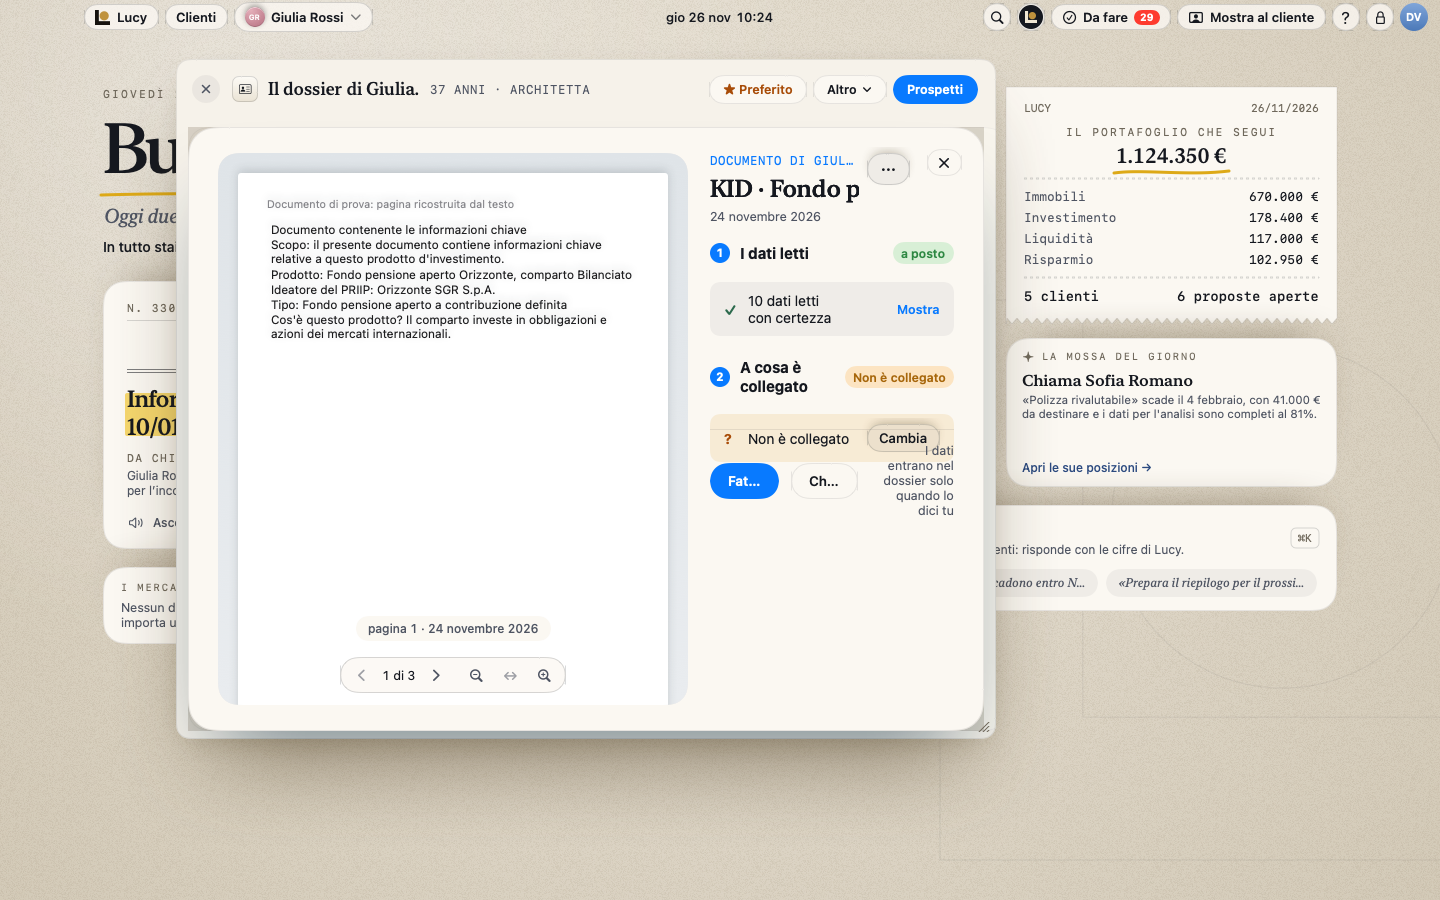 Lucy
Clienti
GR
Giulia Rossi
gio 26 nov 10:24
Da fare
29
Mostra al cliente
?
DV
GIOVEDÌ
Bu
Oggi due
In tutto stai
N. 330
Infor
10/01
DA CHI
Giulia Ro
per l'inco
Asco
I MERCA
Nessun d
importa u
Il dossier di Giulia.
37 ANNI · ARCHITETTA
Preferito
Altro
Prospetti
Documento di prova: pagina ricostruita dal testo
Documento contenente le informazioni chiave
Scopo: il presente documento contiene informazioni chiave
relative a questo prodotto d'investimento.
Prodotto: Fondo pensione aperto Orizzonte, comparto Bilanciato
Ideatore del PRIIP: Orizzonte SGR S.p.A.
Tipo: Fondo pensione aperto a contribuzione definita
Cos'è questo prodotto? Il comparto investe in obbligazioni e
azioni dei mercati internazionali.
pagina 1 · 24 novembre 2026
1 di 3
DOCUMENTO DI GIUL…
KID · Fondo p
24 novembre 2026
...
1
I dati letti
a posto
10 dati letti
con certezza
Mostra
2
A cosa è
collegato
Non è collegato
?
Non è collegato
Cambia
Fat...
Ch...
I dati
entrano nel
dossier solo
quando lo
dici tu
LUCY
26/11/2026
IL PORTAFOGLIO CHE SEGUI
1.124.350 €
Immobili
670.000 €
Investimento
178.400 €
Liquidità
117.000 €
Risparmio
102.950 €
5 clienti
6 proposte aperte
LA MOSSA DEL GIORNO
Chiama Sofia Romano
«Polizza rivalutabile» scade il 4 febbraio, con 41.000 €
da destinare e i dati per l'analisi sono completi al 81%.
Apri le sue posizioni →
⌘K
enti: risponde con le cifre di Lucy.
cadono entro N...
«Prepara il riepilogo per il prossi...